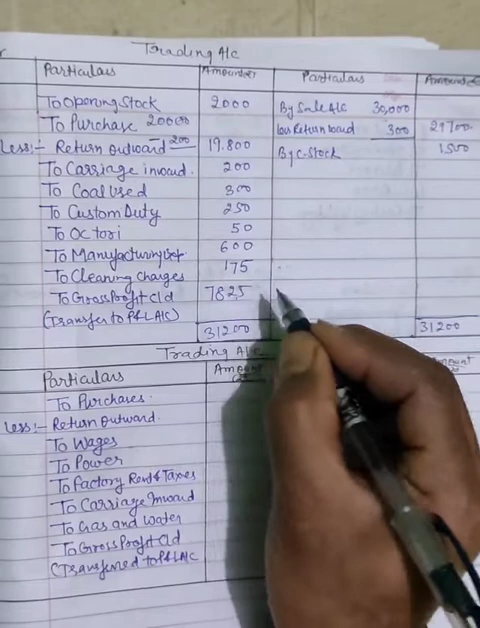 Trading A/c
Particulars Amount Particulars Amount
To Opening Stock 2000 By Sale A/c 30,000
To Purchase 20000 Less Return Inward 300 29700
Less:- Return outward 200 19.800 By C. Stock 1500
To Carriage inward. 200
To Coal Used 300
To Custom Duty 250
To Octori 50
To Manufacturing 600
To Cleaning Charges 175
To Gross Profit C/d 7825
(Transfer to P&L A/C) 31200 31200
Trading A/c
Particulars Amount Amount
To Purchases.
Less:- Return Outward.
To Wages
To Power
To Factory Rent & Taxes
To Carriage Inward
To Gas and Water
To Gross Profit C/d
(Transferred to P&L A/C